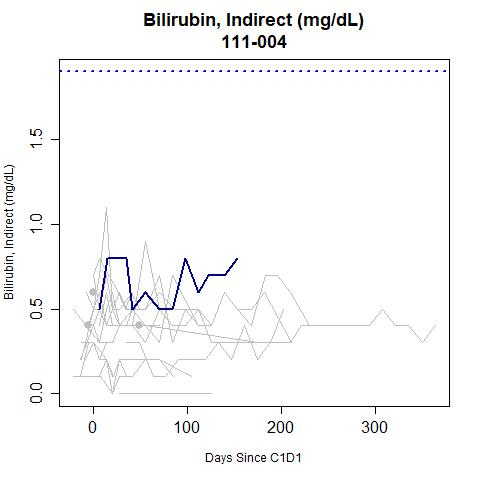 Bilirubin, Indirect (mg/dL)
111-004
Bilirubin, Indirect (mg/dL)
1.5
1.0
0.5
0.0
0 100 200 300
Days Since C1D1